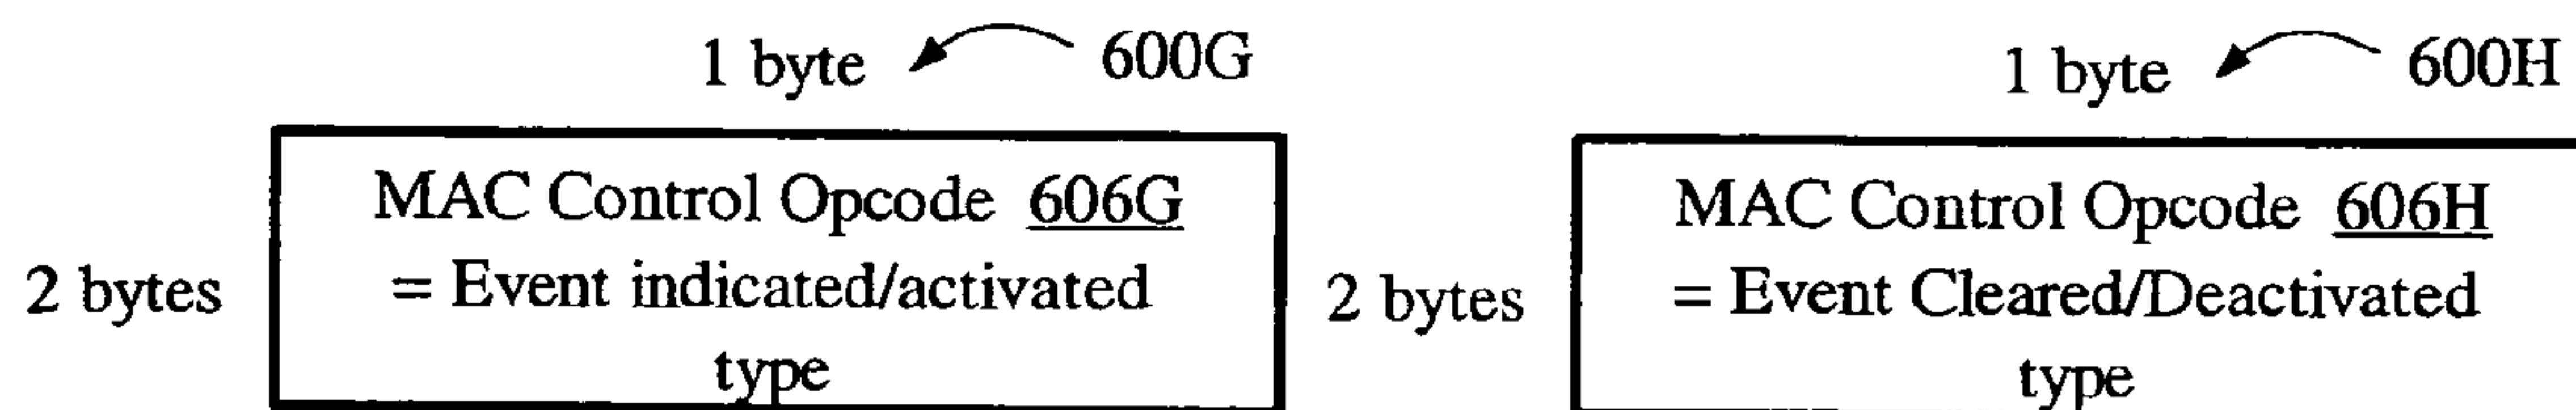 1 byte 600G
MAC Control Opcode 606G
2 bytes = Event indicated/activated
type
1 byte 600H
MAC Control Opcode 606H
2 bytes = Event Cleared/Deactivated
type